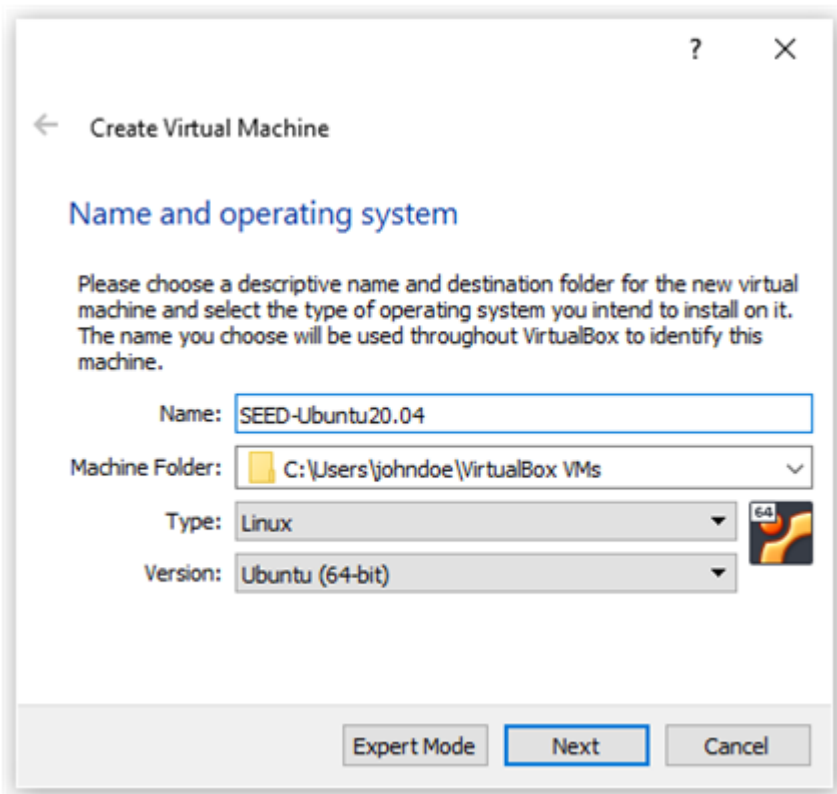 ?
Create Virtual Machine
Name and operating system
Please choose a descriptive name and destination folder for the new virtual
machine and select the type of operating system you intend to install on it.
The name you choose will be used throughout VirtualBox to identify this
machine.
Name: SEED-Ubuntu20.04
Machine Folder: C:\Users\johndoe\VirtualBox VMs
Type: Linux
64
Version: Ubuntu (64-bit)
Expert Mode Next Cancel